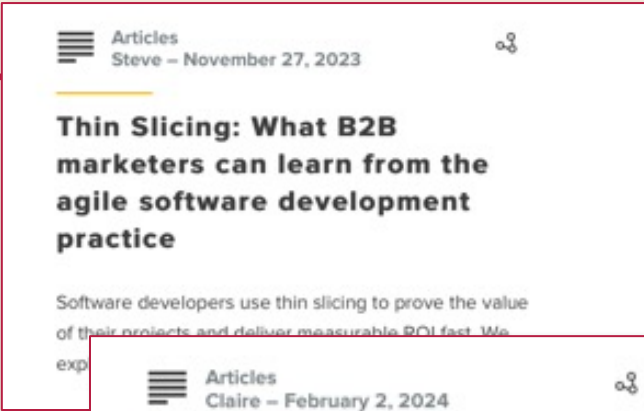 Articles
Steve – November 27, 2023
Thin Slicing: What B2B
marketers can learn from the
agile software development
practice
Software developers use thin slicing to prove the value
of their projects and deliver measurable ROI fast. We
exp
Articles
Claire – February 2, 2024